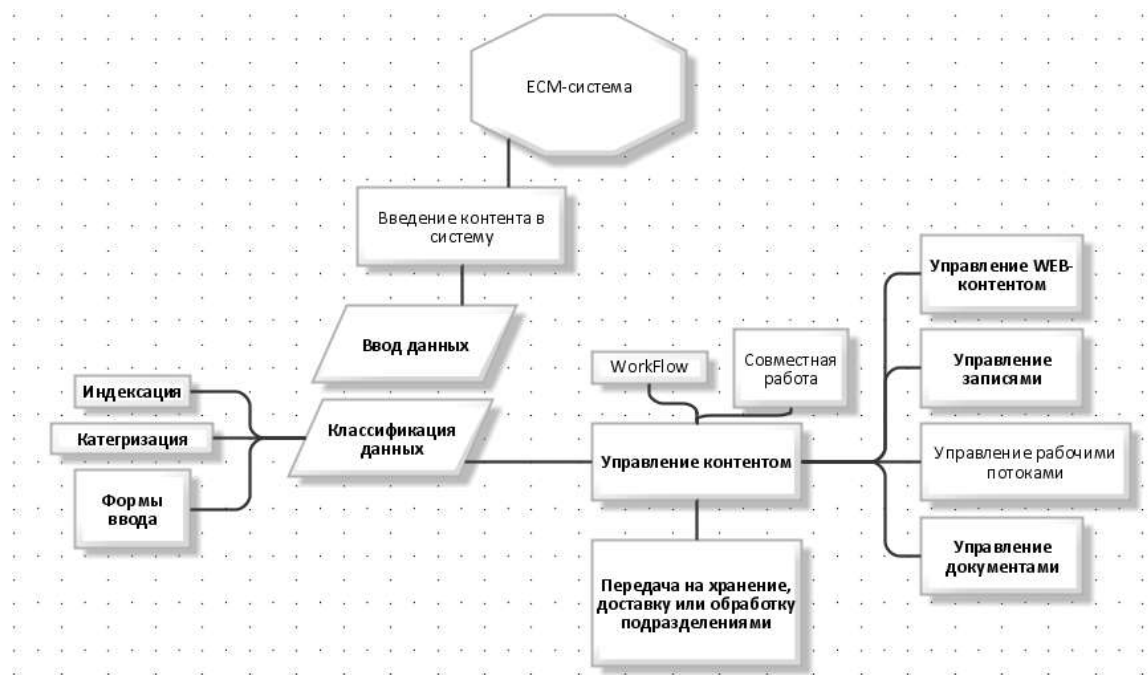 ECM-система
Введение контента в
систему
Ввод данных
Индексация
Категризация
Формы
ввода
Классификация
данных
WorkFlow
Совместная
работа
Управление контентом
Передача на хранение,
доставку или обработку
подразделениями
Управление WEB-
контентом
Управление
записями
Управление рабочими
потоками
Управление
документами